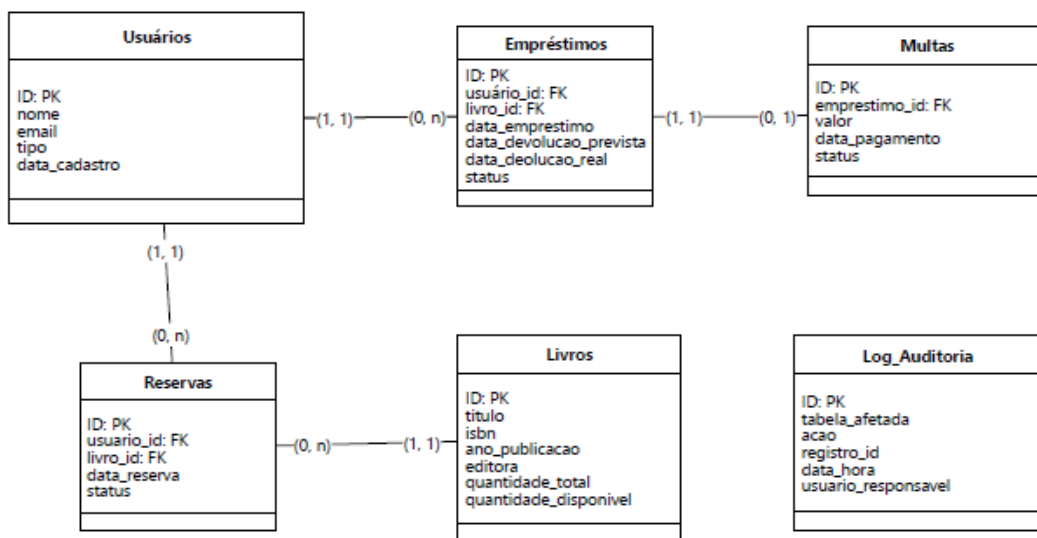 Usuários
ID: PK
nome
email
tipo
data_cadastro
(1, 1)
(0, n)
Empréstimos
ID: PK
usuário_id: FK
livro_id: FK
data_emprestimo
data_devolucao_prevista
data_deolucao_real
status
(1, 1)
(0, 1)
Multas
ID: PK
emprestimo_id: FK
valor
data_pagamento
status
(1, 1)
(0, n)
Reservas
ID: PK
usuario_id: FK
livro_id: FK
data_reserva
status
(0, n)
(1, 1)
Livros
ID: PK
titulo
isbn
ano_publicacao
editora
quantidade_total
quantidade_disponivel
Log_Auditoria
ID: PK
tabela_afetada
acao
registro_id
data_hora
usuario_responsavel